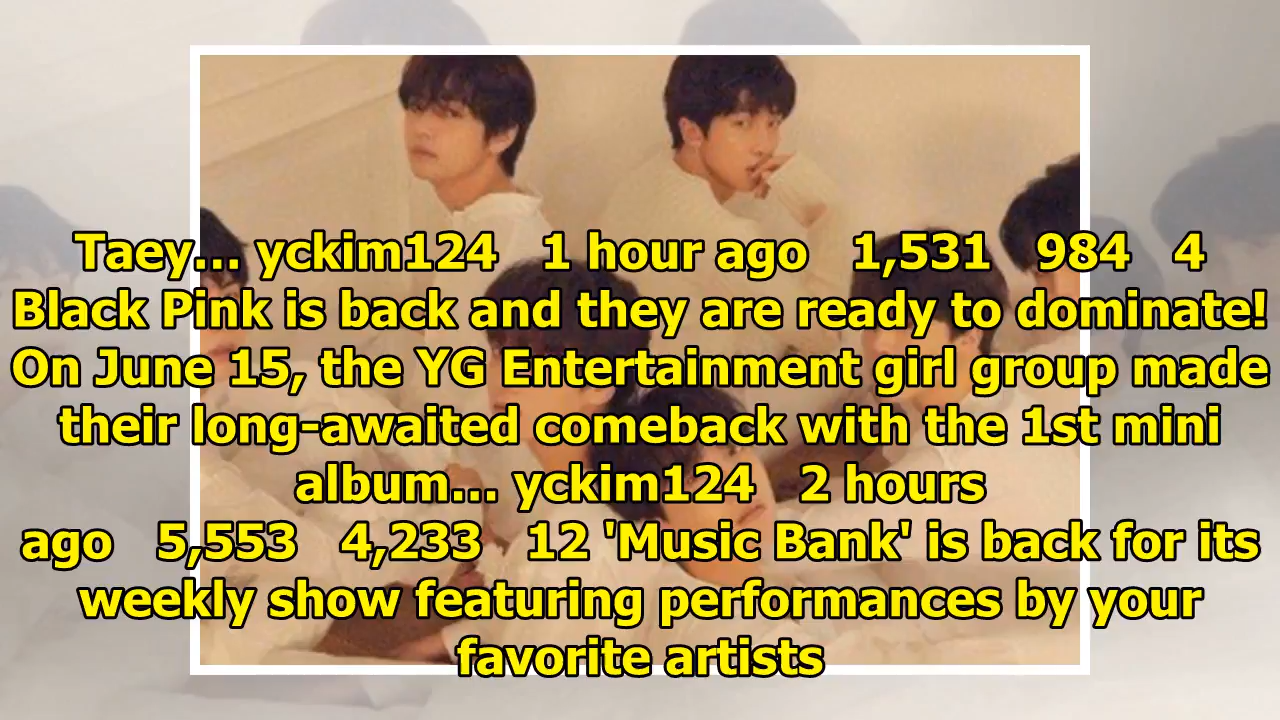 Taey... yckim124 1 hour ago 1,531 984 4
Black Pink is back and they are ready to dominate!
On June 15, the YG Entertainment girl group made
their long-awaited comeback with the 1st mini
album... yckim124 2 hours
ago 5,553 4,233 12 'Music Bank' is back for its
weekly show featuring performances by your
favorite artists